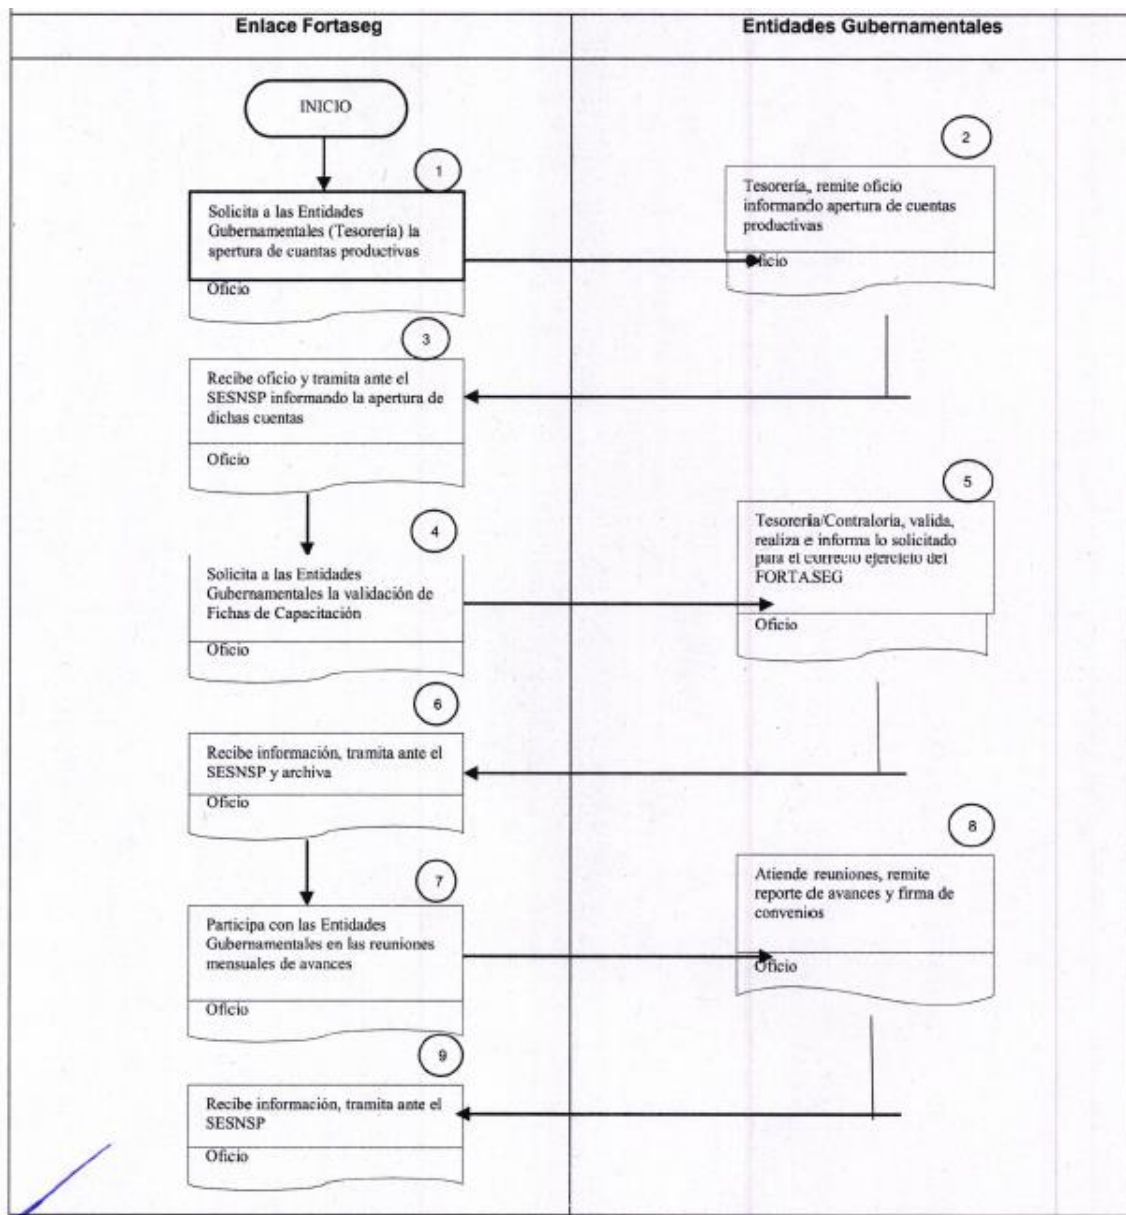 Enlace Fortaseg
Entidades Gubernamentales
INICIO
1
Solicita a las Entidades
Gubernamentales (Tesorería) la
apertura de cuantas productivas
Oficio
2
Tesorería, remite oficio
informando apertura de cuentas
productivas
Oficio
3
Recibe oficio y tramita ante el
SESNSP informando la apertura de
dichas cuentas
Oficio
4
Solicita a las Entidades
Gubernamentales la validación de
Fichas de Capacitación
Oficio
5
Tesorería/Contraloría, valida,
realiza e informa lo solicitado
para el correcto ejercicio del
FORTASEG
Oficio
6
Recibe información, tramita ante el
SESNSP y archiva
Oficio
7
Participa con las Entidades
Gubernamentales en las reuniones
mensuales de avances
Oficio
8
Atiende reuniones, remite
reporte de avances y firma de
convenios
Oficio
9
Recibe información, tramita ante el
SESNSP
Oficio